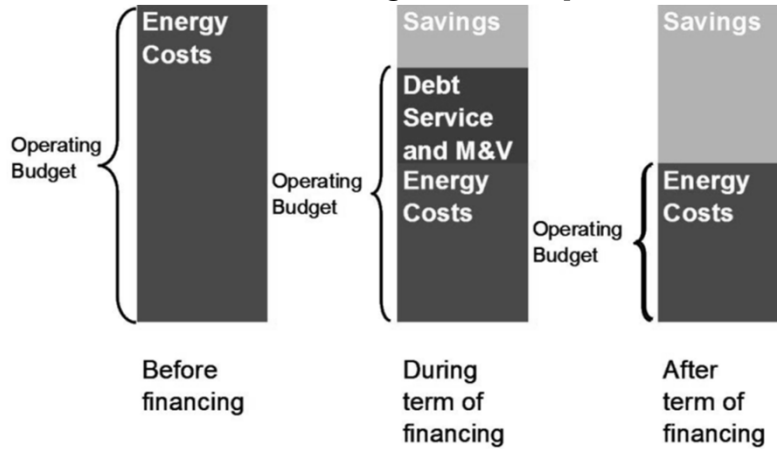 Energy
Costs
Operating
Budget
Before
financing
Savings
Debt
Service
and M&V
Energy
Costs
Operating
Budget
During
term of
financing
Savings
Energy
Costs
Operating
Budget
After
term of
financing